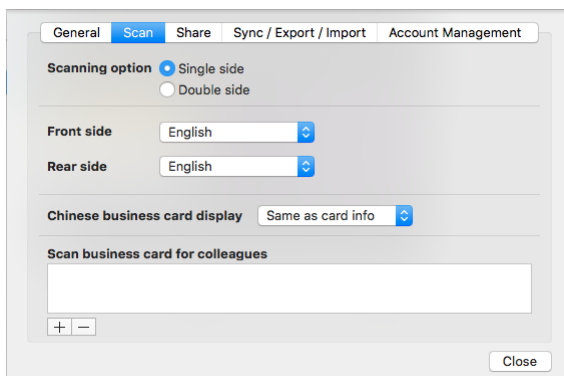 General Scan Share Sync / Export / Import Account Management
Scanning option Single side
Double side
Front side English
Rear side English
Chinese business card display Same as card info
Scan business card for colleagues
+ −
Close